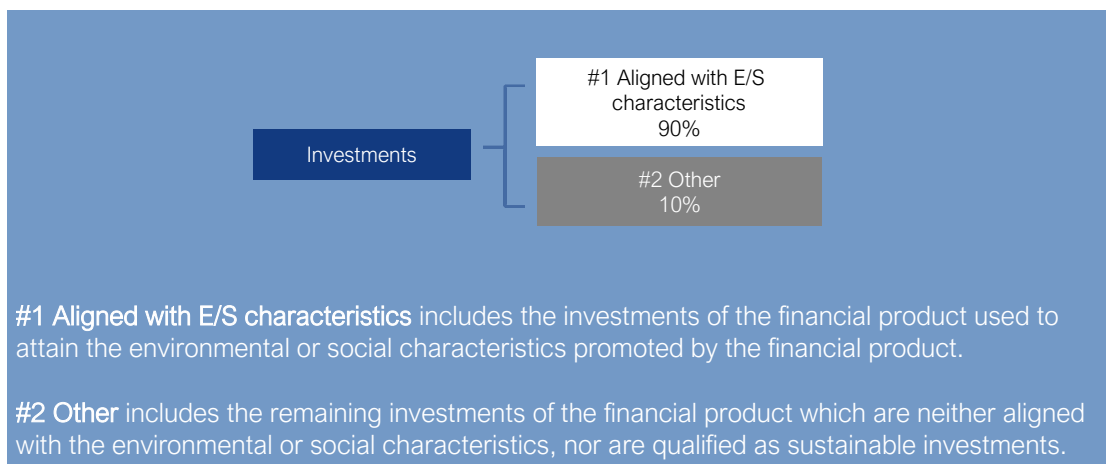 #1 Aligned with E/S
characteristics
90%
Investments
#2 Other
10%
#1 Aligned with E/S characteristics includes the investments of the financial product used to
attain the environmental or social characteristics promoted by the financial product.
#2 Other includes the remaining investments of the financial product which are neither aligned
with the environmental or social characteristics, nor are qualified as sustainable investments.